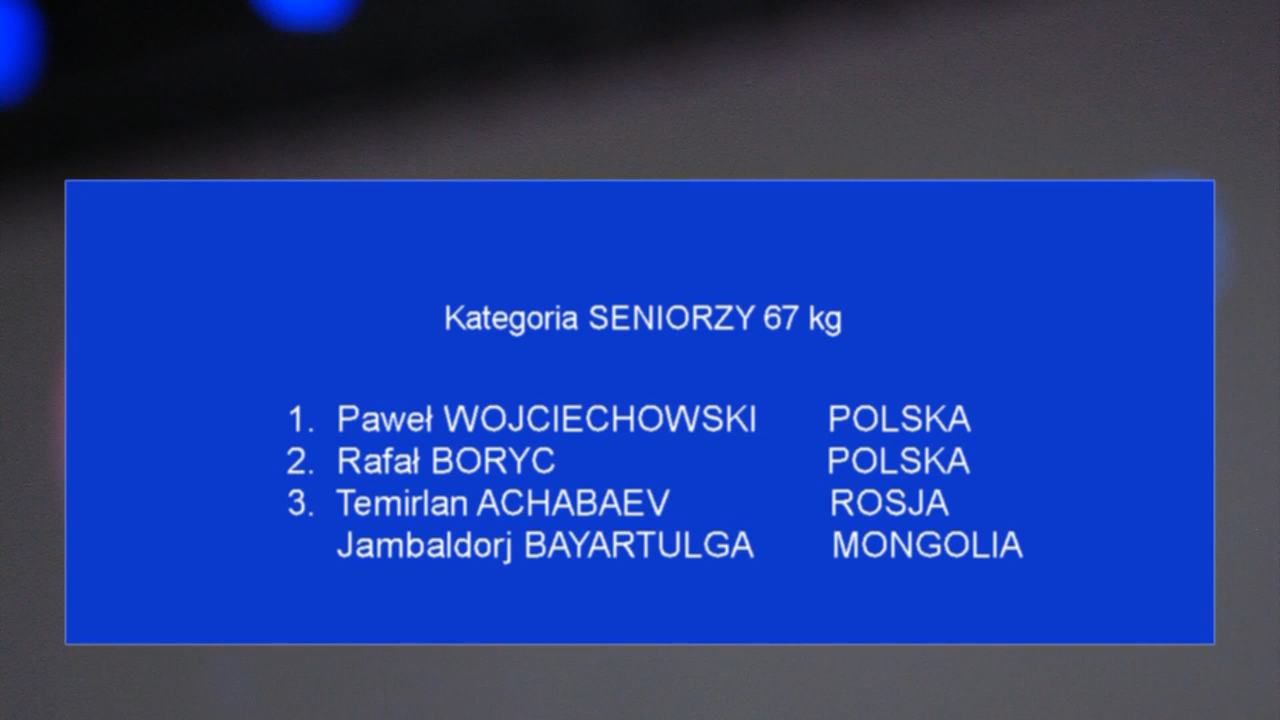 Kategoria SENIORZY 67 kg
1. Paweł WOJCIECHOWSKI POLSKA
2. Rafał BORYC POLSKA
3. Temirlan ACHABAEV ROSJA
Jambaldorj BAYARTULGA MONGOLIA